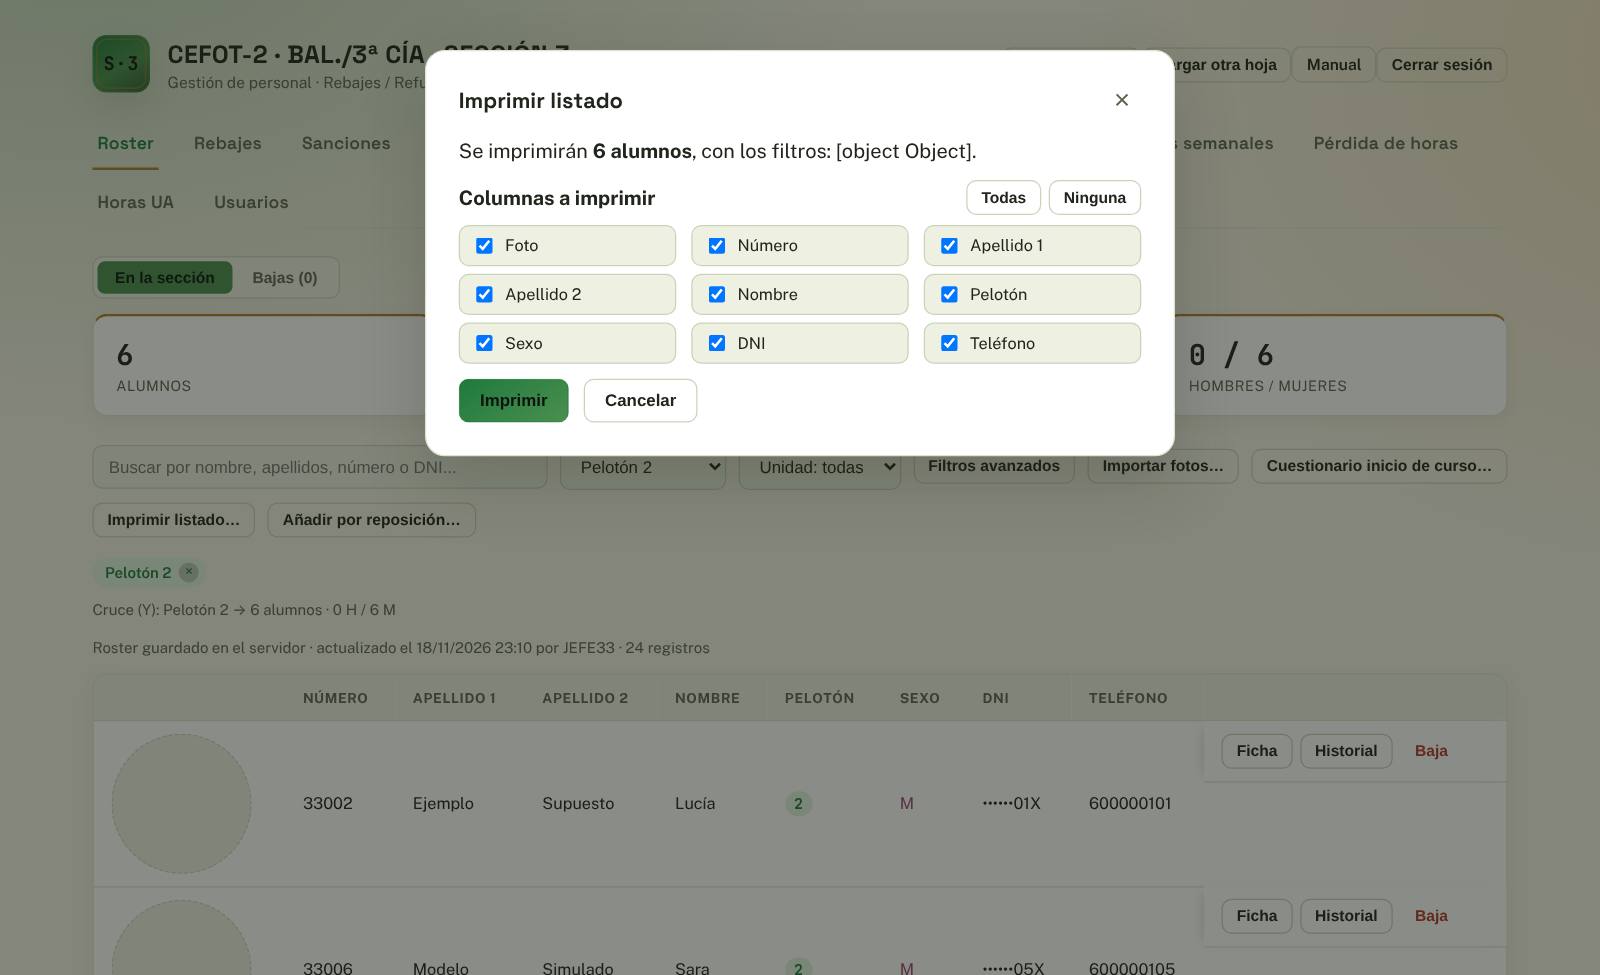 S·3
CEFOT-2 · BAL./3ª CÍA
Gestión de personal · Rebajes /
otra hoja
Manual
Cerrar sesión
Roster
Rebajes
Sanciones
semanales
Pérdida de horas
Horas UA
Usuarios
Imprimir listado
×
Se imprimirán 6 alumnos, con los filtros: [object Object].
Columnas a imprimir
Todas
Ninguna
Foto
Número
Apellido 1
Apellido 2
Nombre
Pelotón
Sexo
DNI
Teléfono
Imprimir
Cancelar
En la sección
Bajas (0)
6
ALUMNOS
0 / 6
HOMBRES / MUJERES
Buscar por nombre, apellidos, número o DNI...
Pelotón 2
Unidad: todas
Filtros avanzados
Importar fotos...
Cuestionario inicio de curso...
Imprimir listado...
Añadir por reposición...
Pelotón 2 ×
Cruce (Y): Pelotón 2 → 6 alumnos · 0 H / 6 M
Roster guardado en el servidor · actualizado el 18/11/2026 23:10 por JEFE33 · 24 registros
NÚMERO APELLIDO 1 APELLIDO 2 NOMBRE PELOTÓN SEXO DNI TELÉFONO
33002 Ejemplo Supuesto Lucía 2 M ••••••01X 600000101 Ficha Historial Baja
33006 Modelo Simulado Sara 2 M ••••••05X 600000105 Ficha Historial Baja